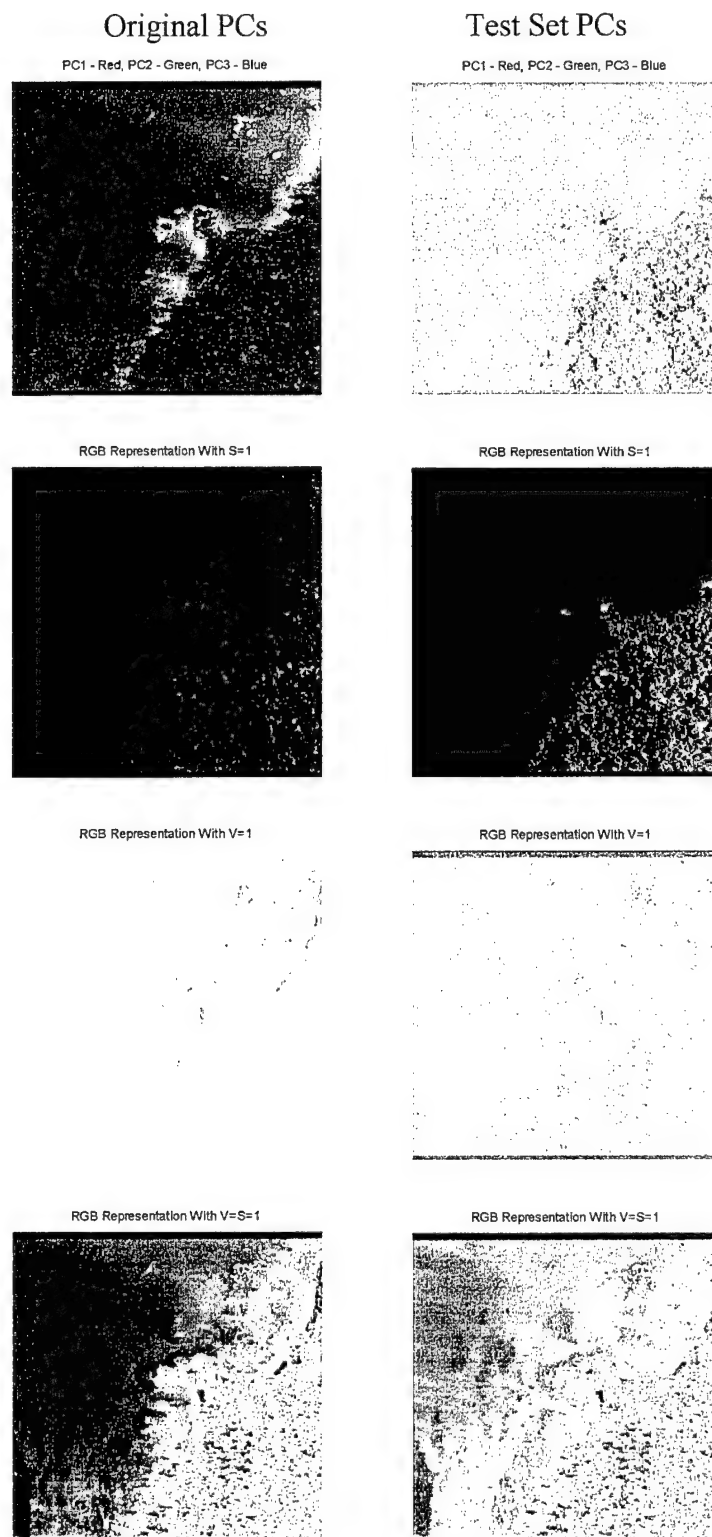 Original PCs
Test Set PCs
PC1 - Red, PC2 - Green, PC3 - Blue
PC1 - Red, PC2 - Green, PC3 - Blue
RGB Representation With S=1
RGB Representation With S=1
RGB Representation With V=1
RGB Representation With V=1
RGB Representation With V=S=1
RGB Representation With V=S=1